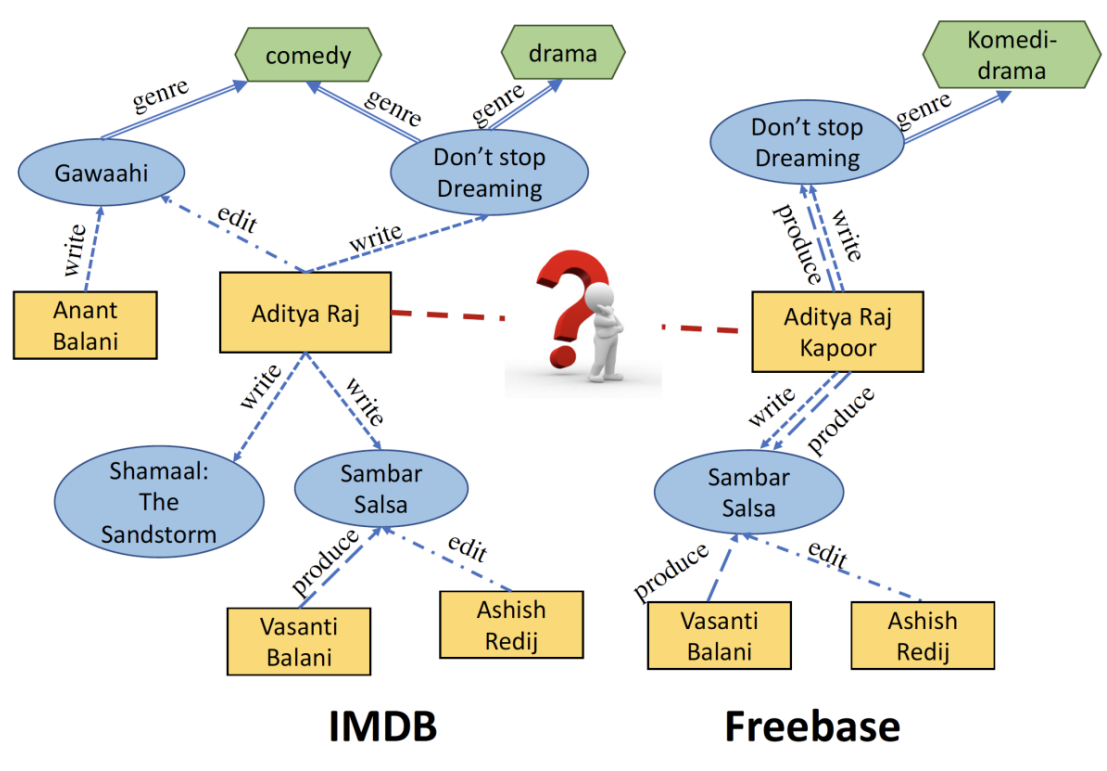 comedy
drama
Komedi-
drama
genre
genre
genre
genre
Gawaahi
Don’t stop
Dreaming
Don’t stop
Dreaming
write
edit
write
produce
write
Anant
Balani
Aditya Raj
Aditya Raj
Kapoor
write
write
write
produce
Shamaal:
The
Sandstorm
Sambar
Salsa
Sambar
Salsa
produce
edit
produce
edit
Vasanti
Balani
Ashish
Redij
Vasanti
Balani
Ashish
Redij
IMDB
Freebase